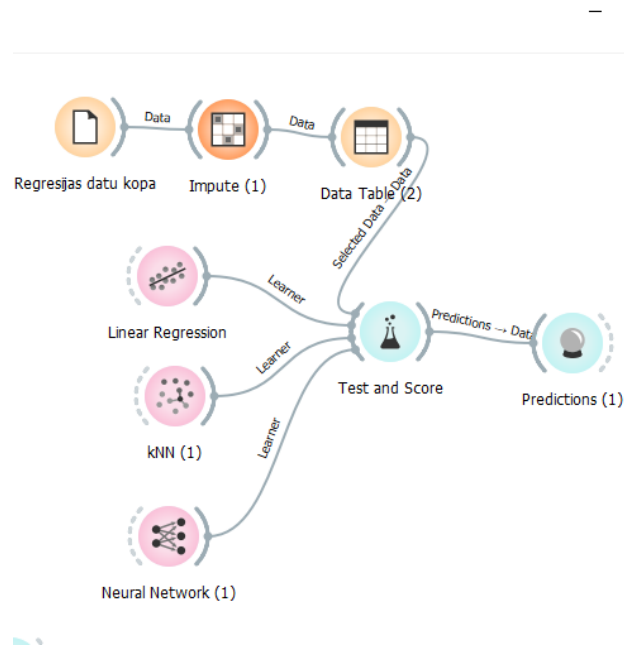 Data
Data
Regresijas datu kopa
Impute (1)
Data Table (2)
Selected Data → Data
Learner
Linear Regression
Learner
Predictions → Data
Test and Score
Predictions (1)
kNN (1)
Learner
Neural Network (1)